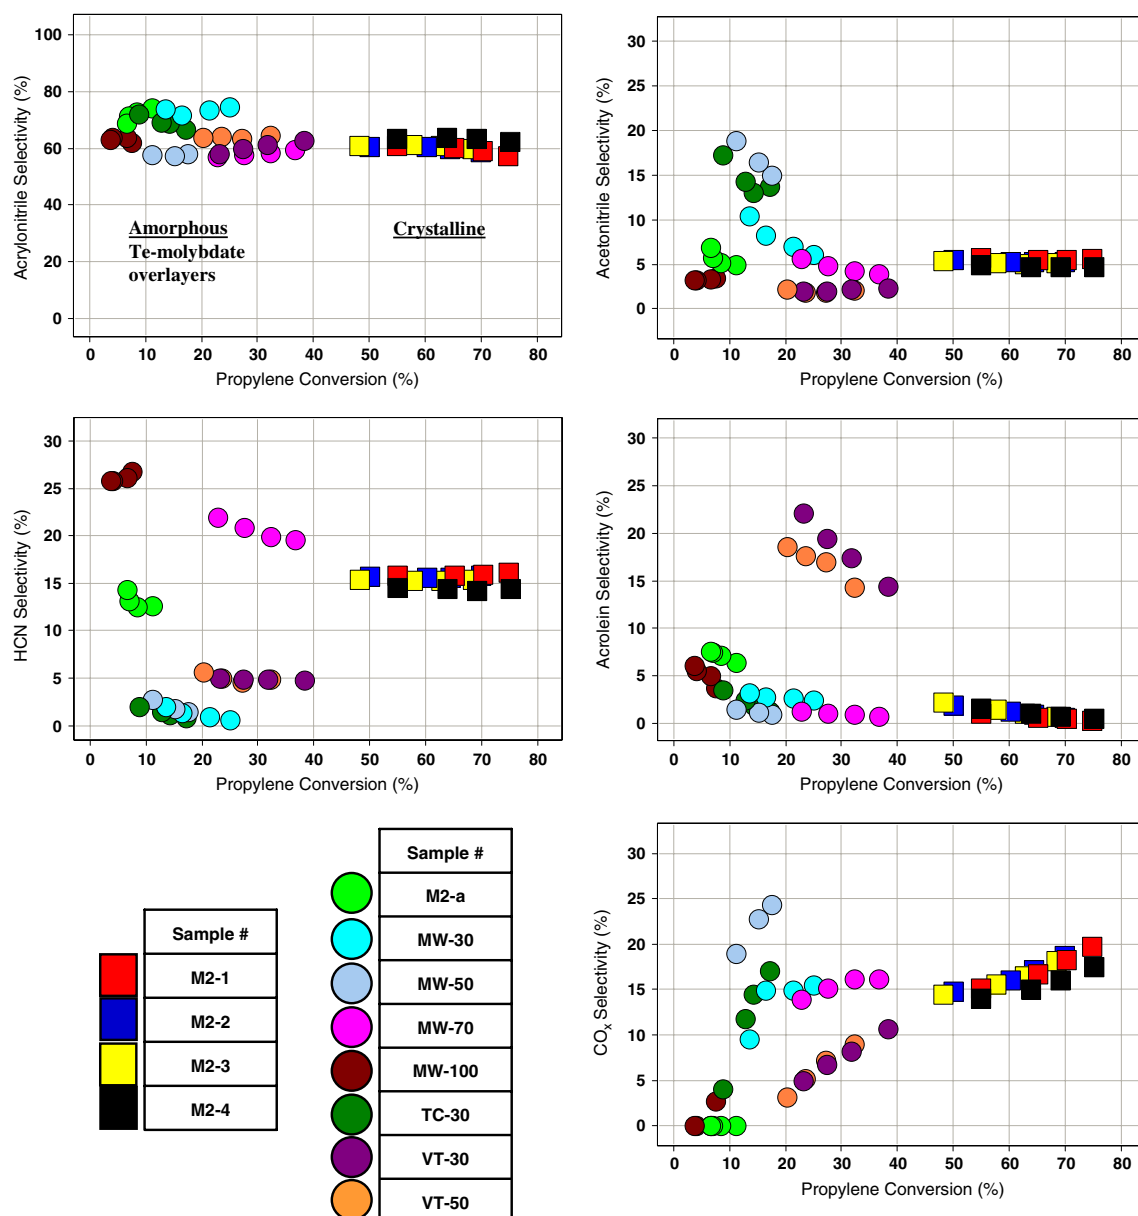 Acrylonitrile Selectivity (%)
100
80
60
40
20
0
Amorphous
Te-molybdate
overlayers
Crystalline
0 10 20 30 40 50 60 70 80
Propylene Conversion (%)
Acetonitrile Selectivity (%)
30
25
20
15
10
5
0
0 10 20 30 40 50 60 70 80
Propylene Conversion (%)
HCN Selectivity (%)
30
25
20
15
10
5
0
0 10 20 30 40 50 60 70 80
Propylene Conversion (%)
Acrolein Selectivity (%)
30
25
20
15
10
5
0
0 10 20 30 40 50 60 70 80
Propylene Conversion (%)
Sample #
M2-1
M2-2
M2-3
M2-4
Sample #
M2-a
MW-30
MW-50
MW-70
MW-100
TC-30
VT-30
VT-50
COx Selectivity (%)
30
25
20
15
10
5
0
0 10 20 30 40 50 60 70 80
Propylene Conversion (%)